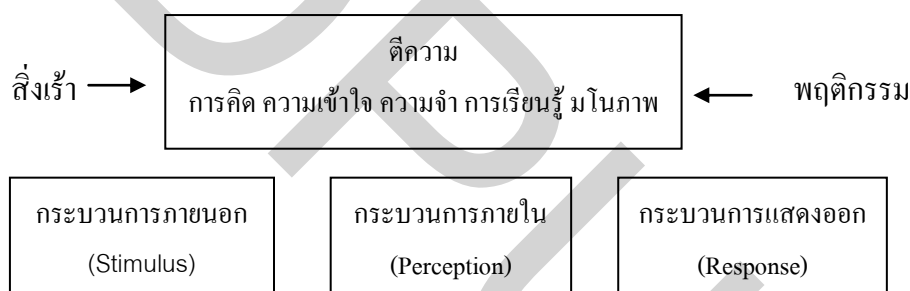 ตีความ
สิ่งเร้า
การคิด ความเข้าใจ ความจำ การเรียนรู้ มโนภาพ
พฤติกรรม
กระบวนการภายนอก
(Stimulus)
กระบวนการภายใน
(Perception)
กระบวนการแสดงออก
(Response)